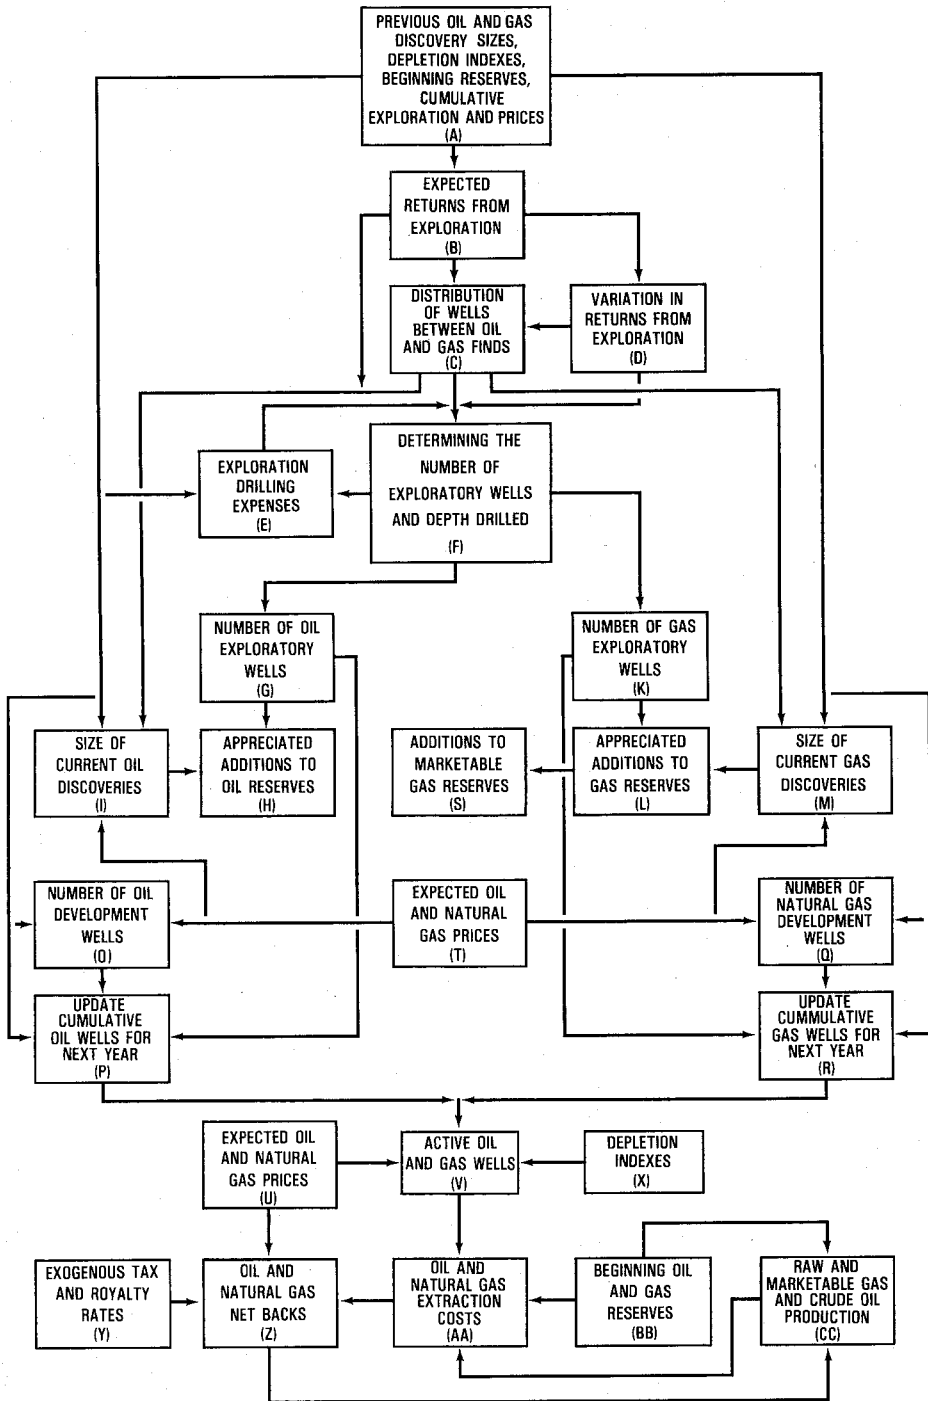 PREVIOUS OIL AND GAS
DISCOVERY SIZES,
DEPLETION INDEXES,
BEGINNING RESERVES,
CUMULATIVE
EXPLORATION AND PRICES
(A)
EXPECTED
RETURNS FROM
EXPLORATION
(B)
DISTRIBUTION
OF WELLS
BETWEEN OIL
AND GAS FINDS
(C)
VARIATION IN
RETURNS FROM
EXPLORATION
(D)
EXPLORATION
DRILLING
EXPENSES
(E)
DETERMINING THE
NUMBER OF
EXPLORATORY WELLS
AND DEPTH DRILLED
(F)
NUMBER OF OIL
EXPLORATORY
WELLS
(G)
NUMBER OF GAS
EXPLORATORY
WELLS
(K)
SIZE OF
CURRENT OIL
DISCOVERIES
(I)
APPRECIATED
ADDITIONS TO
OIL RESERVES
(H)
ADDITIONS TO
MARKETABLE
GAS RESERVES
(S)
APPRECIATED
ADDITIONS TO
GAS RESERVES
(L)
SIZE OF
CURRENT GAS
DISCOVERIES
(M)
NUMBER OF OIL
DEVELOPMENT
WELLS
(O)
EXPECTED OIL
AND NATURAL
GAS PRICES
(T)
NUMBER OF
NATURAL GAS
DEVELOPMENT
WELLS
(Q)
UPDATE
CUMULATIVE
OIL WELLS FOR
NEXT YEAR
(P)
UPDATE
CUMMULATIVE
GAS WELLS FOR
NEXT YEAR
(R)
EXPECTED OIL
AND NATURAL
GAS PRICES
(U)
ACTIVE OIL
AND GAS WELLS
(V)
DEPLETION
INDEXES
(X)
EXOGENOUS TAX
AND ROYALTY
RATES
(Y)
OIL AND
NATURAL GAS
NET BACKS
(Z)
OIL AND
NATURAL GAS
EXTRACTION
COSTS
(AA)
BEGINNING OIL
AND GAS
RESERVES
(BB)
RAW AND
MARKETABLE GAS
AND CRUDE OIL
PRODUCTION
(CC)